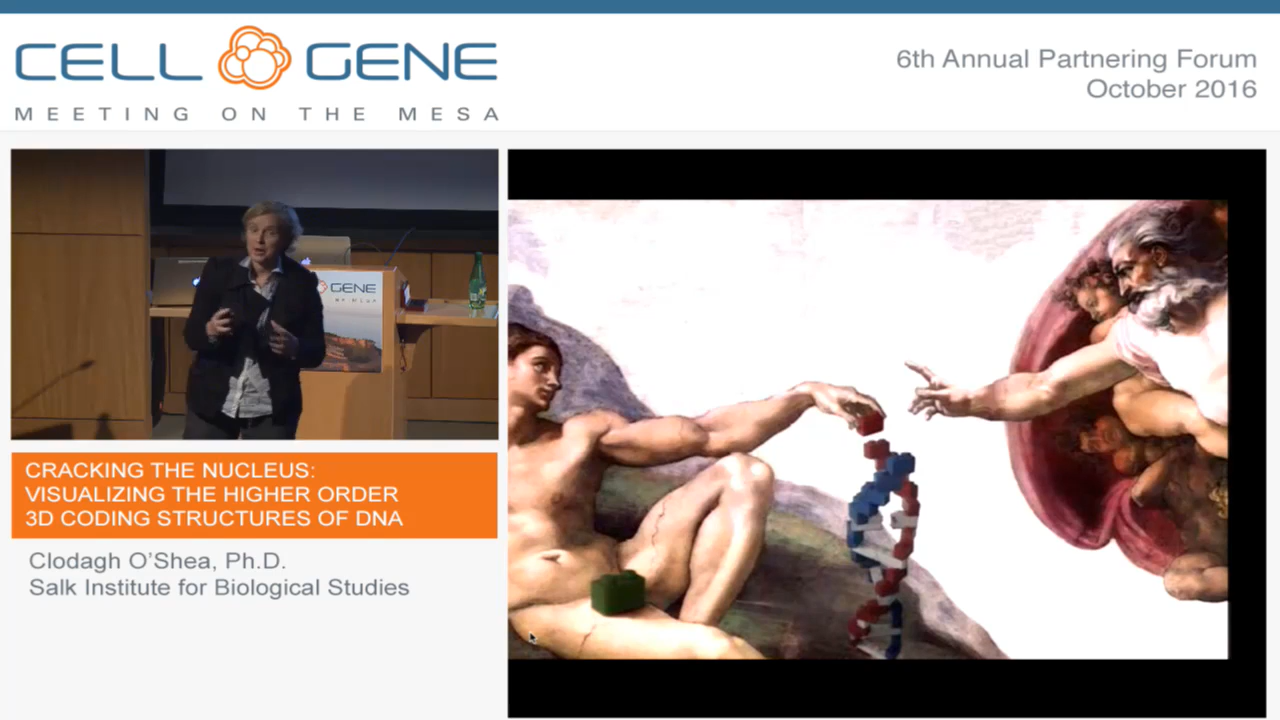 CELL GENE
MEETING ON THE MESA
6th Annual Partnering Forum
October 2016
GENE
CRACKING THE NUCLEUS:
VISUALIZING THE HIGHER ORDER
3D CODING STRUCTURES OF DNA
Clodagh O'Shea, Ph.D.
Salk Institute for Biological Studies